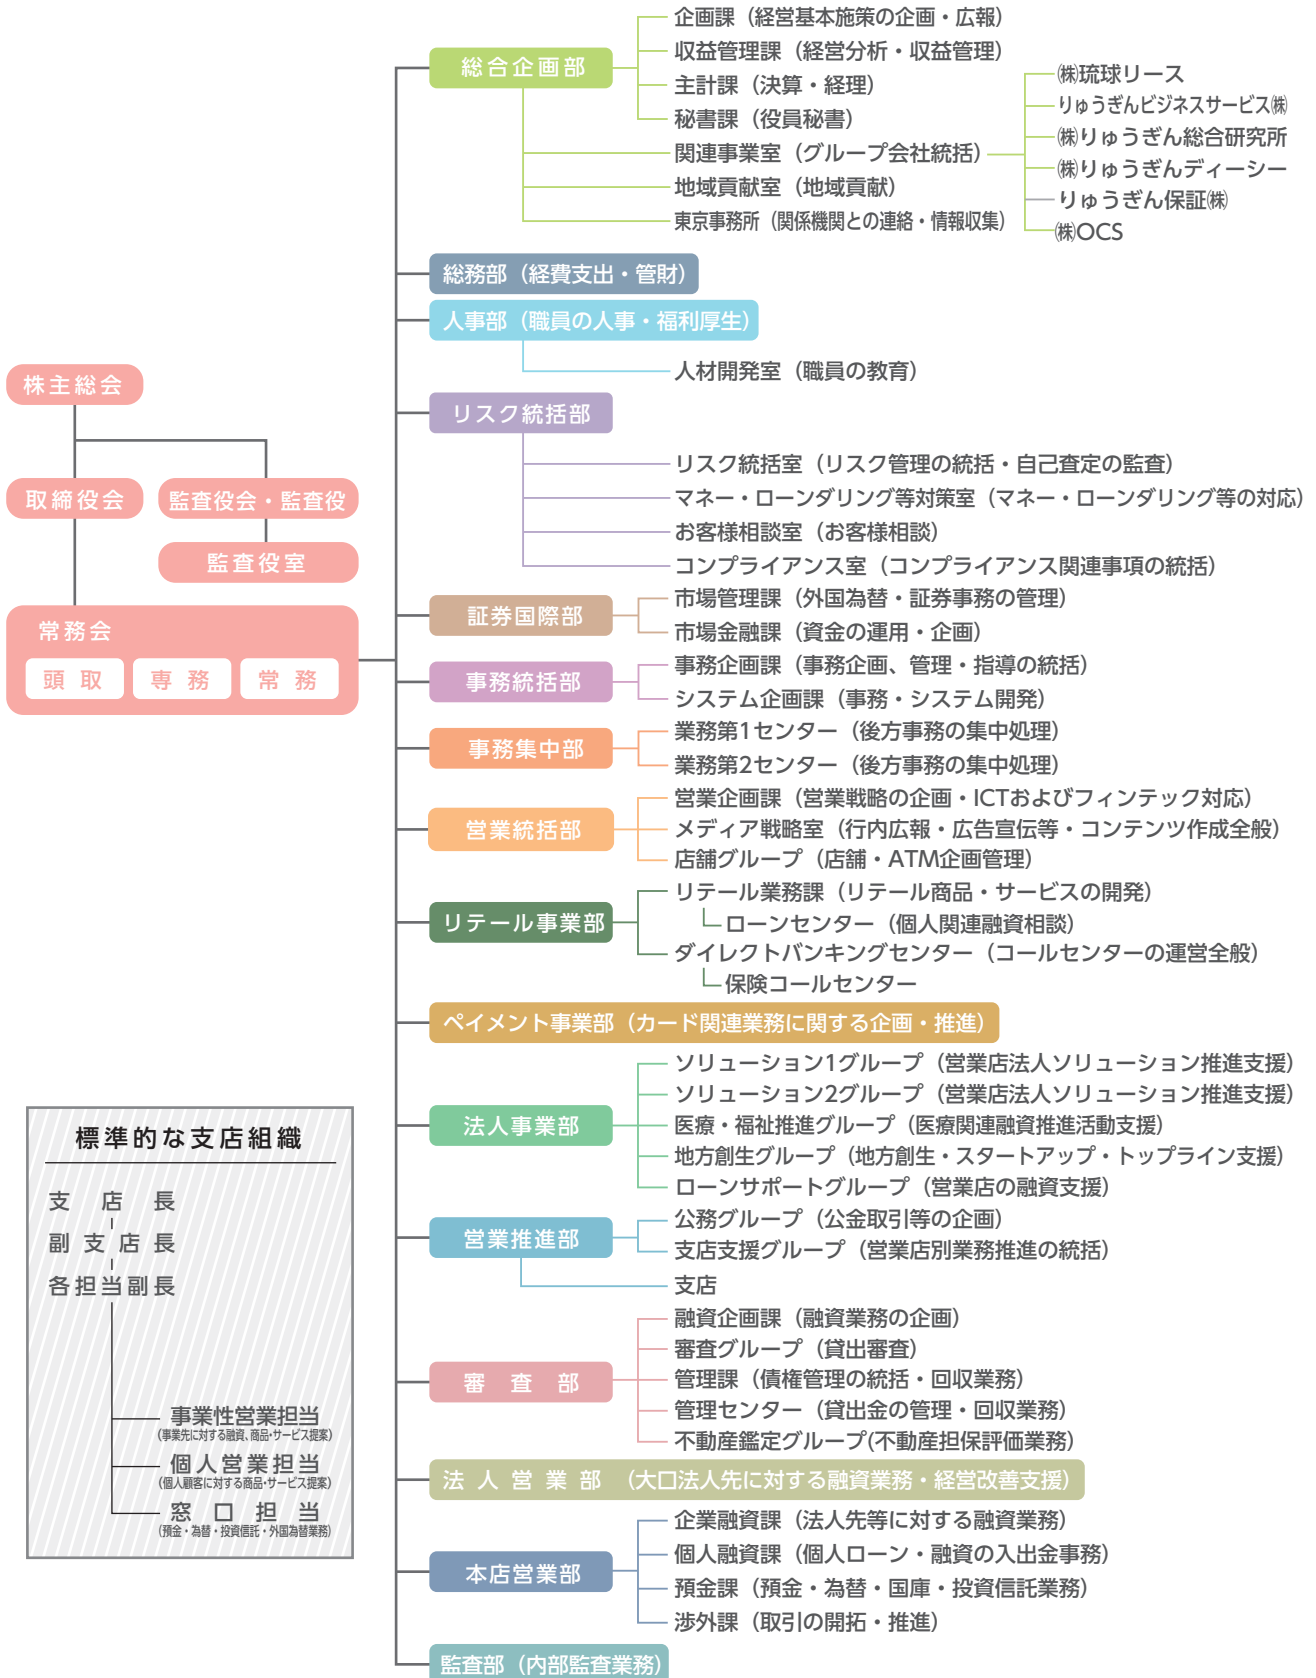 株主総会
取締役会
監査役会・監査役
監査役室
常務会
頭取
専務
常務
総合企画部
企画課（経営基本施策の企画・広報）
収益管理課（経営分析・収益管理）
主計課（決算・経理）
秘書課（役員秘書）
関連事業室（グループ会社統括）
㈱琉球リース
りゅうぎんビジネスサービス㈱
㈱りゅうぎん総合研究所
㈱りゅうぎんディーシー
りゅうぎん保証㈱
㈱OCS
地域貢献室（地域貢献）
東京事務所（関係機関との連絡・情報収集）
総務部（経費支出・管財）
人事部（職員の人事・福利厚生）
人材開発室（職員の教育）
リスク統括部
リスク統括室（リスク管理の統括・自己査定の監査）
マネー・ローンダリング等対策室（マネー・ローンダリング等の対応）
お客様相談室（お客様相談）
コンプライアンス室（コンプライアンス関連事項の統括）
証券国際部
市場管理課（外国為替・証券事務の管理）
市場金融課（資金の運用・企画）
事務統括部
事務企画課（事務企画、管理・指導の統括）
システム企画課（事務・システム開発）
事務集中部
業務第1センター（後方事務の集中処理）
業務第2センター（後方事務の集中処理）
営業統括部
営業企画課（営業戦略の企画・ICTおよびフィンテック対応）
メディア戦略室（行内広報・広告宣伝等・コンテンツ作成全般）
店舗グループ（店舗・ATM企画管理）
リテール事業部
リテール業務課（リテール商品・サービスの開発）
ローンセンター（個人関連融資相談）
ダイレクトバンキングセンター（コールセンターの運営全般）
保険コールセンター
ペイメント事業部（カード関連業務に関する企画・推進）
法人事業部
ソリューション1グループ（営業店法人ソリューション推進支援）
ソリューション2グループ（営業店法人ソリューション推進支援）
医療・福祉推進グループ（医療関連融資推進活動支援）
地方創生グループ（地方創生・スタートアップ・トップライン支援）
ローンサポートグループ（営業店の融資支援）
営業推進部
公務グループ（公金取引等の企画）
支店支援グループ（営業店別業務推進の統括）
支店
審査部
融資企画課（融資業務の企画）
審査グループ（貸出審査）
管理課（債権管理の統括・回収業務）
管理センター（貸出金の管理・回収業務）
不動産鑑定グループ(不動産担保評価業務）
法人営業部（大口法人先に対する融資業務・経営改善支援）
本店営業部
企業融資課（法人先等に対する融資業務）
個人融資課（個人ローン・融資の入出金事務）
預金課（預金・為替・国庫・投資信託業務）
渉外課（取引の開拓・推進）
監査部（内部監査業務）
標準的な支店組織
支店長
副支店長
各担当副長
事業性営業担当
（事業先に対する融資、商品・サービス提案）
個人営業担当
（個人顧客に対する商品・サービス提案）
窓口担当
（預金・為替・投資信託・外国為替業務）